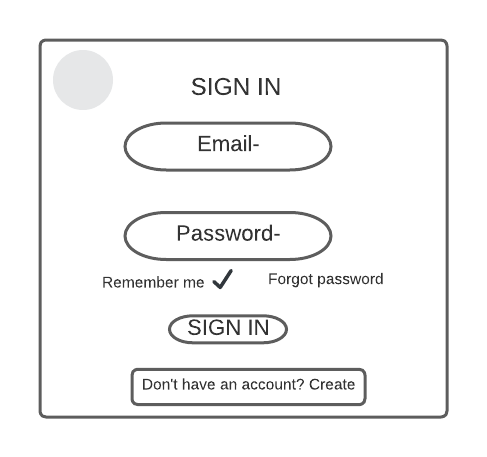 SIGN IN
Email-
Password-
Remember me
Forgot password
SIGN IN
Don't have an account? Create